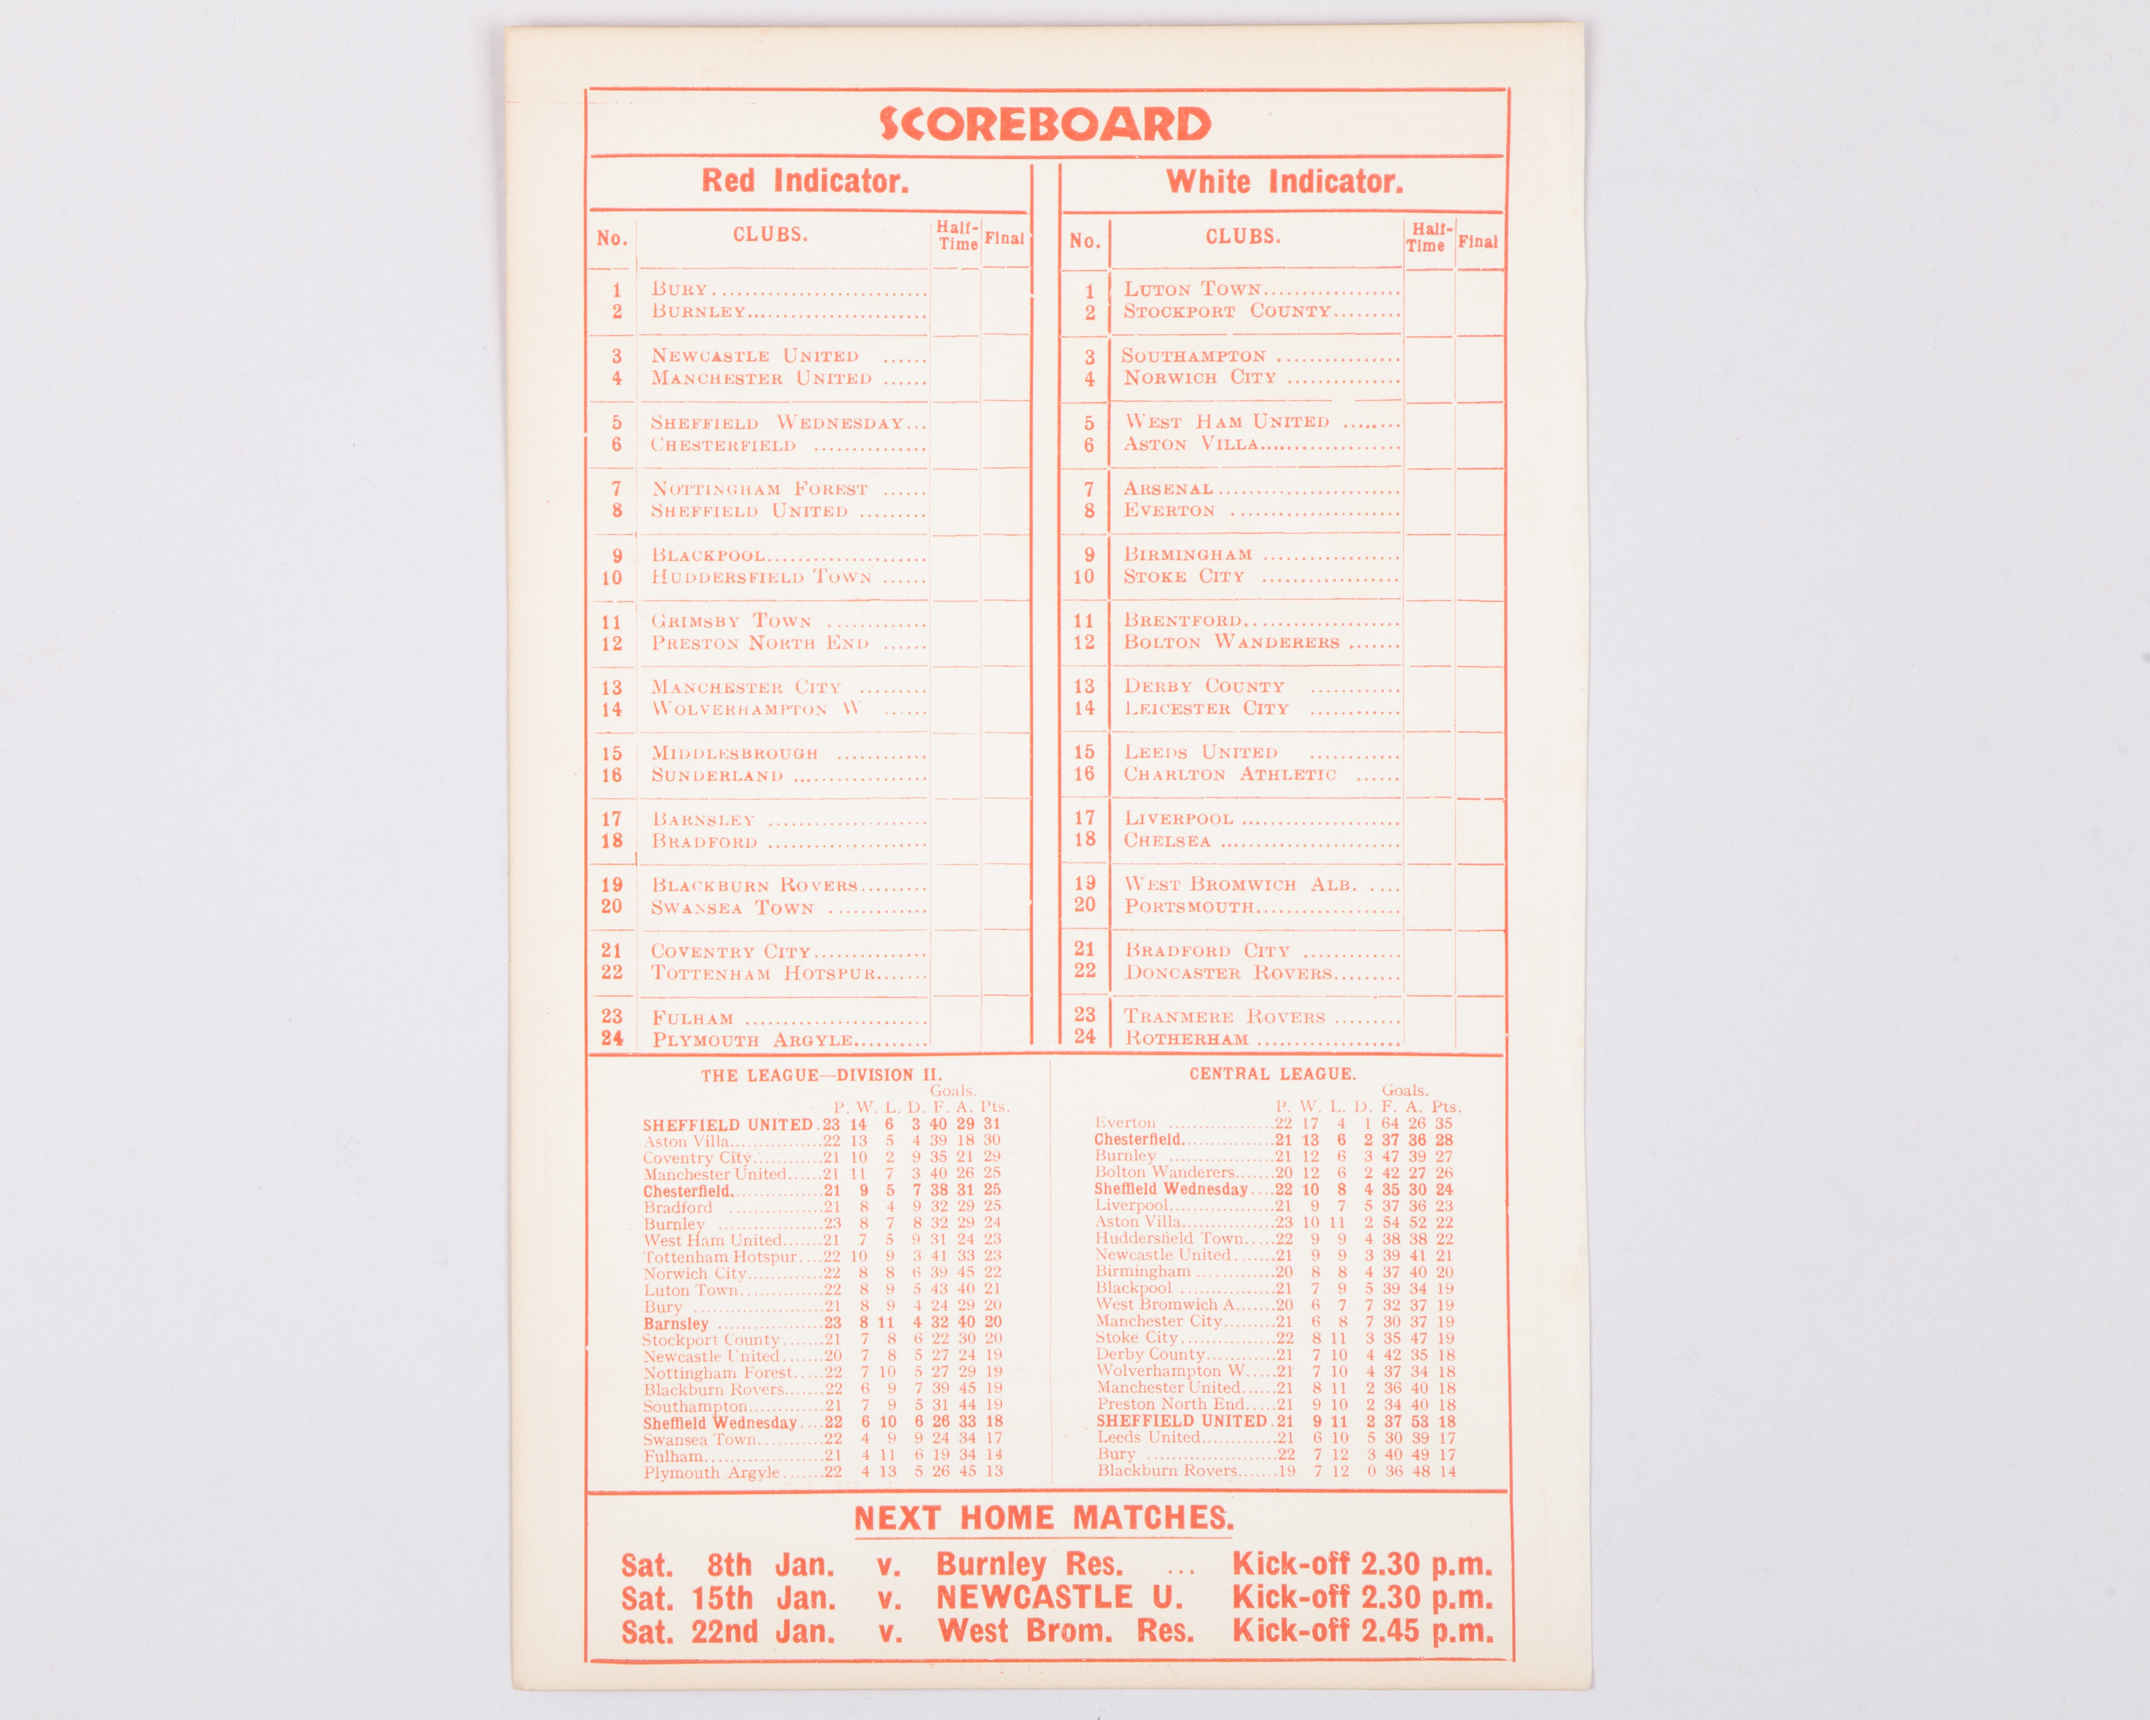 SCOREBOARD
Red Indicator.
No. CLUBS. Half-Time Final
1 BURY...........................
2 BURNLEY.......................
3 NEWCASTLE UNITED ......
4 MANCHESTER UNITED ......
5 SHEFFIELD WEDNESDAY...
6 CHESTERFIELD ...............
7 NOTTINGHAM FOREST ......
8 SHEFFIELD UNITED .........
9 BLACKPOOL.....................
10 HUDDERSFIELD TOWN ......
11 GRIMSBY TOWN ............
12 PRESTON NORTH END ......
13 MANCHESTER CITY .........
14 WOLVERHAMPTON W ......
15 MIDDLESBROUGH ............
16 SUNDERLAND ..................
17 BARNSLEY .....................
18 BRADFORD .....................
19 BLACKBURN ROVERS.........
20 SWANSEA TOWN .............
21 COVENTRY CITY...............
22 TOTTENHAM HOTSPUR.......
23 FULHAM ........................
24 PLYMOUTH ARGYLE..........
White Indicator.
No. CLUBS. Half-Time Final
1 LUTON TOWN..................
2 STOCKPORT COUNTY.........
3 SOUTHAMPTON ................
4 NORWICH CITY ...............
5 WEST HAM UNITED ........
6 ASTON VILLA...................
7 ARSENAL........................
8 EVERTON ......................
9 BIRMINGHAM ..................
10 STOKE CITY ..................
11 BRENTFORD.....................
12 BOLTON WANDERERS .......
13 DERBY COUNTY ............
14 LEICESTER CITY ............
15 LEEDS UNITED ............
16 CHARLTON ATHLETIC ......
17 LIVERPOOL .....................
18 CHELSEA ........................
19 WEST BROMWICH ALB. ....
20 PORTSMOUTH...................
21 BRADFORD CITY .............
22 DONCASTER ROVERS.........
23 TRANMERE ROVERS .........
24 ROTHERHAM ...................
THE LEAGUE—DIVISION II.
Goals.
P. W. L. D. F. A. Pts.
SHEFFIELD UNITED.23 14 6 3 40 29 31
Aston Villa...............22 13 5 4 39 18 30
Coventry City...........21 10 2 9 35 21 29
Manchester United......21 11 7 3 40 26 25
Chesterfield...............21 9 5 7 38 31 25
Bradford ...............21 8 4 9 32 29 25
Burnley .................23 8 7 8 32 29 24
West Ham United.......21 7 5 9 31 24 23
Tottenham Hotspur....22 10 9 3 41 33 23
Norwich City............22 8 8 6 39 45 22
Luton Town.............22 8 9 5 43 40 21
Bury .....................21 8 9 4 24 29 20
Barnsley .................23 8 11 4 32 40 20
Stockport County.......21 7 8 6 22 30 20
Newcastle United.......20 7 8 5 27 24 19
Nottingham Forest.....22 7 10 5 27 29 19
Blackburn Rovers.......22 6 9 7 39 45 19
Southampton............21 7 9 5 31 44 19
Sheffield Wednesday....22 6 10 6 26 33 18
Swansea Town...........22 4 9 9 24 34 17
Fulham...................21 4 11 6 19 34 14
Plymouth Argyle.......22 4 13 5 26 45 13
CENTRAL LEAGUE.
Goals.
P. W. L. D. F. A. Pts.
Everton .................22 17 4 1 64 26 35
Chesterfield...............21 13 6 2 37 36 28
Burnley .................21 12 6 3 47 39 27
Bolton Wanderers.......20 12 6 2 42 27 26
Sheffield Wednesday....22 10 8 4 35 30 24
Liverpool.................21 9 7 5 37 36 23
Aston Villa...............23 10 11 2 54 52 22
Huddersfield Town.....22 9 9 4 38 38 22
Newcastle United.......21 9 9 3 39 41 21
Birmingham .............20 8 8 4 37 40 20
Blackpool ...............21 7 9 5 39 34 19
West Bromwich A.......20 6 7 7 32 37 19
Manchester City........21 6 8 7 30 37 19
Stoke City...............22 8 11 3 35 47 19
Derby County...........21 7 10 4 42 35 18
Wolverhampton W.....21 7 10 4 37 34 18
Manchester United......21 8 11 2 36 40 18
Preston North End.....21 9 10 2 34 40 18
SHEFFIELD UNITED.21 9 11 2 37 53 18
Leeds United............21 6 10 5 30 39 17
Bury .....................22 7 12 3 40 49 17
Blackburn Rovers.......19 7 12 0 36 48 14
NEXT HOME MATCHES.
Sat. 8th Jan. v. Burnley Res. ... Kick-off 2.30 p.m.
Sat. 15th Jan. v. NEWCASTLE U. Kick-off 2.30 p.m.
Sat. 22nd Jan. v. West Brom. Res. Kick-off 2.45 p.m.